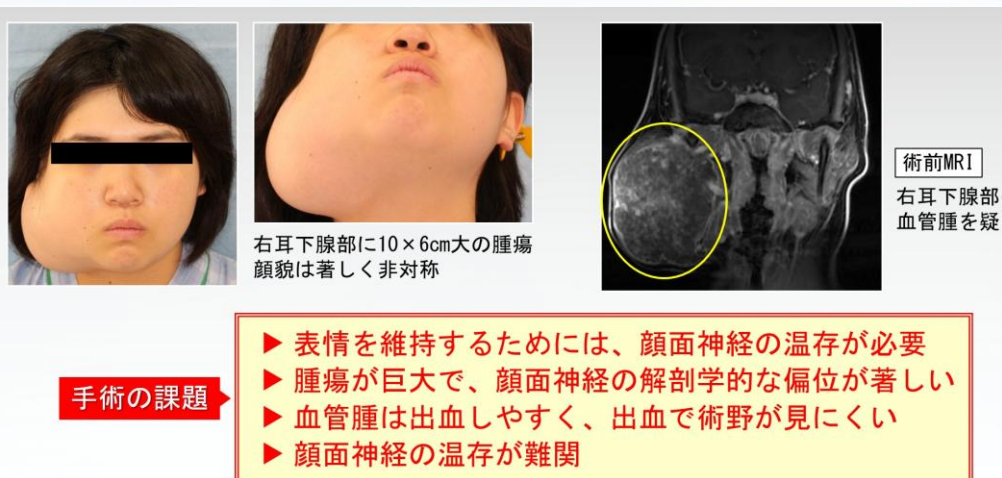 右耳下腺部に10×6cm大の腫瘍
顔貌は著しく非対称
術前MRI
右耳下腺部
血管腫を疑
手術の課題
▶ 表情を維持するためには、顔面神経の温存が必要
▶ 腫瘍が巨大で、顔面神経の解剖学的な偏位が著しい
▶ 血管腫は出血しやすく、出血で術野が見にくい
▶ 顔面神経の温存が難関